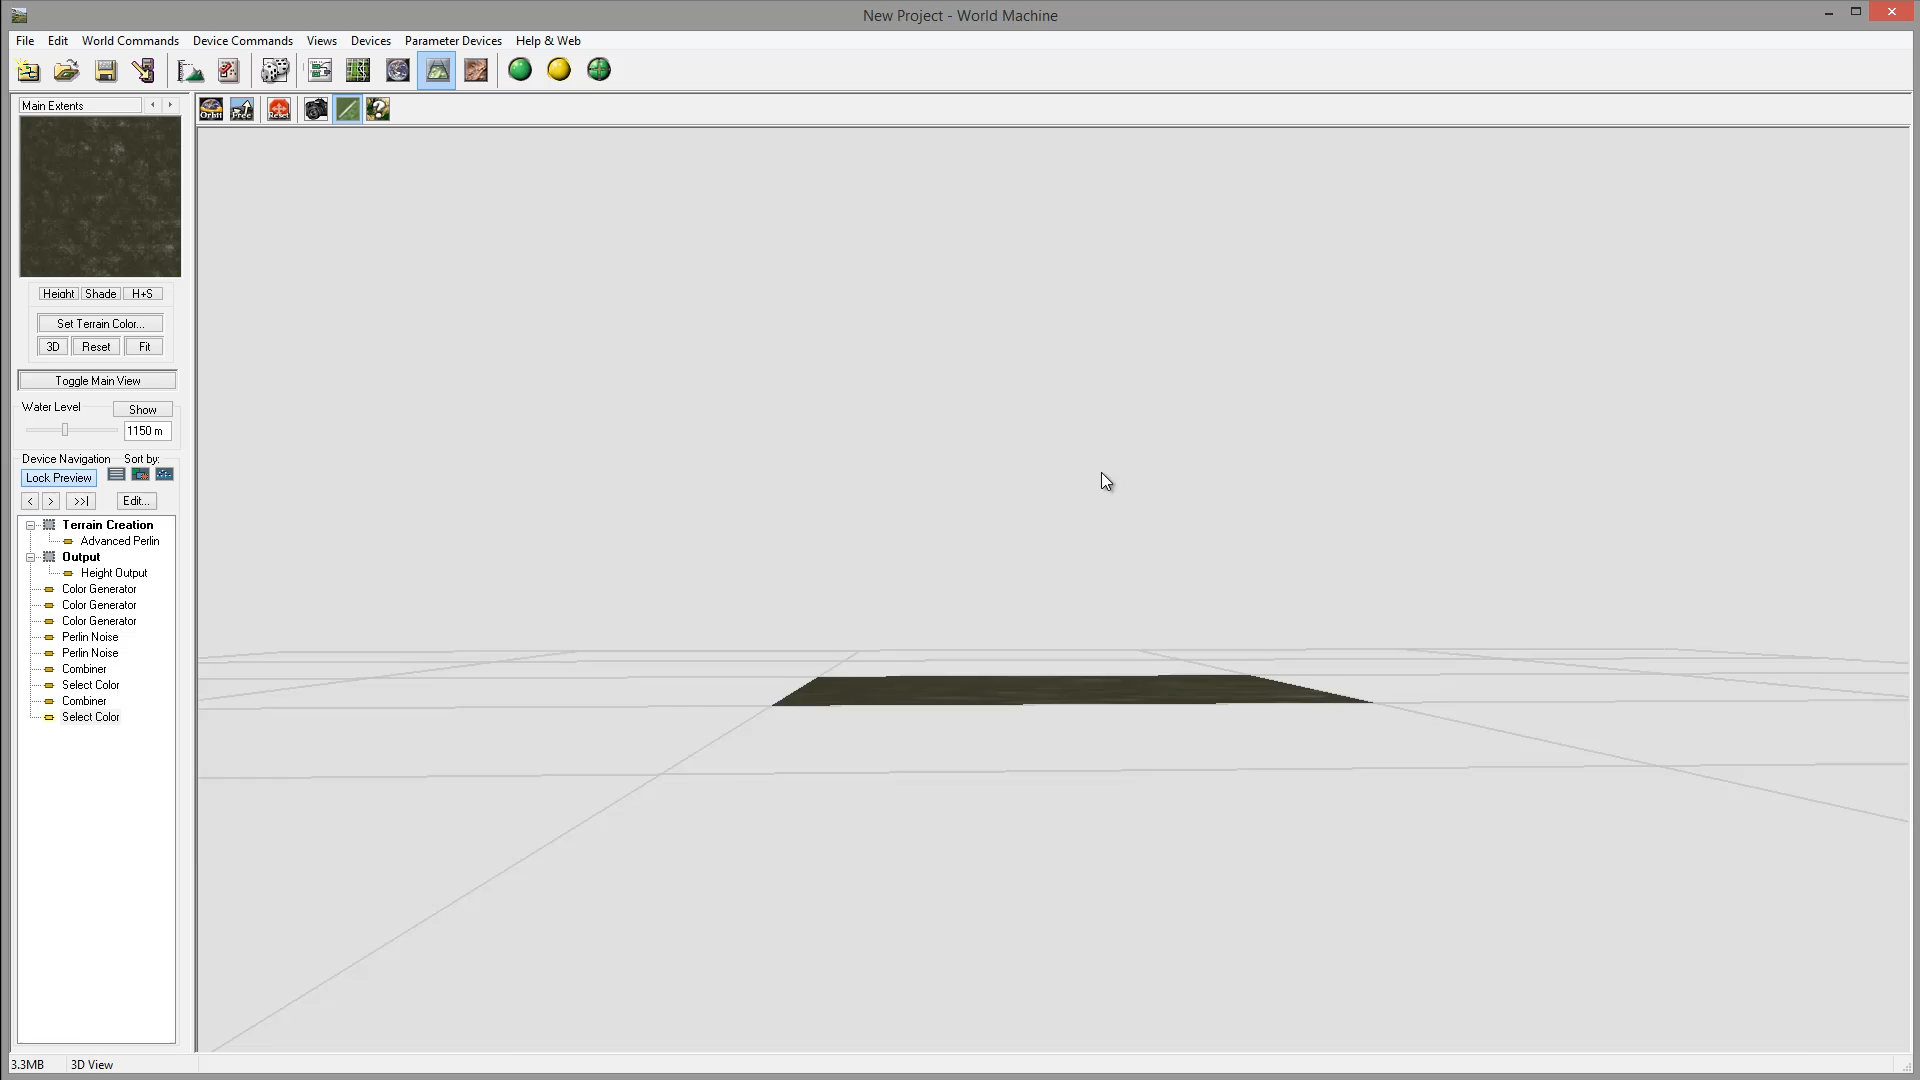 New Project - World Machine
File Edit World Commands Device Commands Views Devices Parameter Devices Help & Web
Main Extents
Orbit Free Reset
Height Shade H+S
Set Terrain Color...
3D Reset Fit
Toggle Main View
Water Level Show
1150 m
Device Navigation Sort by:
Lock Preview
< > >>| Edit...
Terrain Creation
Advanced Perlin
Output
Height Output
Color Generator
Color Generator
Color Generator
Perlin Noise
Perlin Noise
Combiner
Select Color
Combiner
Select Color
3.3MB 3D View